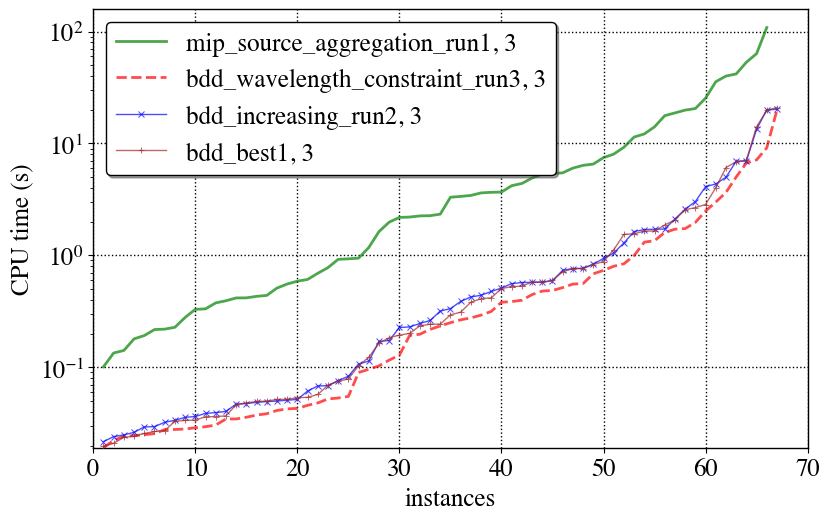 10²
10¹
10⁰
10⁻¹
CPU time (s)
mip_source_aggregation_run1, 3
bdd_wavelength_constraint_run3, 3
bdd_increasing_run2, 3
bdd_best1, 3
0 10 20 30 40 50 60 70
instances